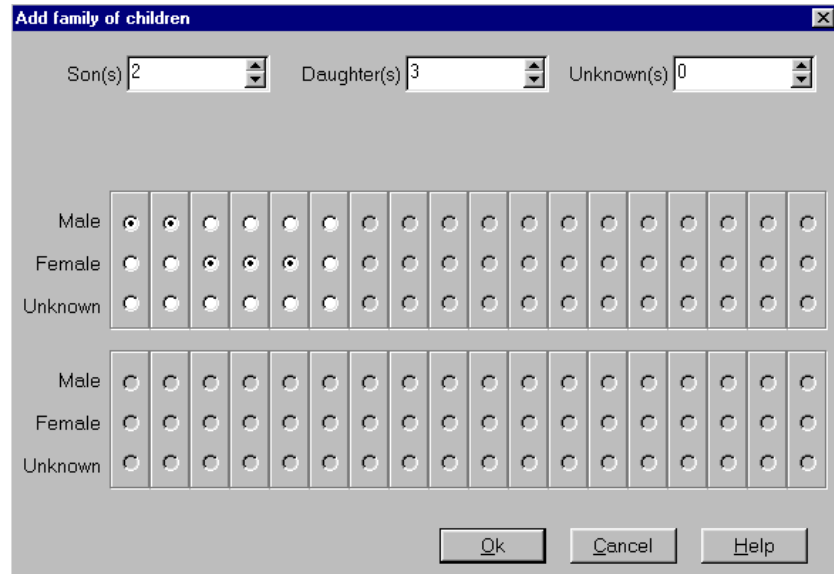 Add family of children
Son(s) 2 Daughter(s) 3 Unknown(s) 0
Male
Female
Unknown
Male
Female
Unknown
Ok Cancel Help